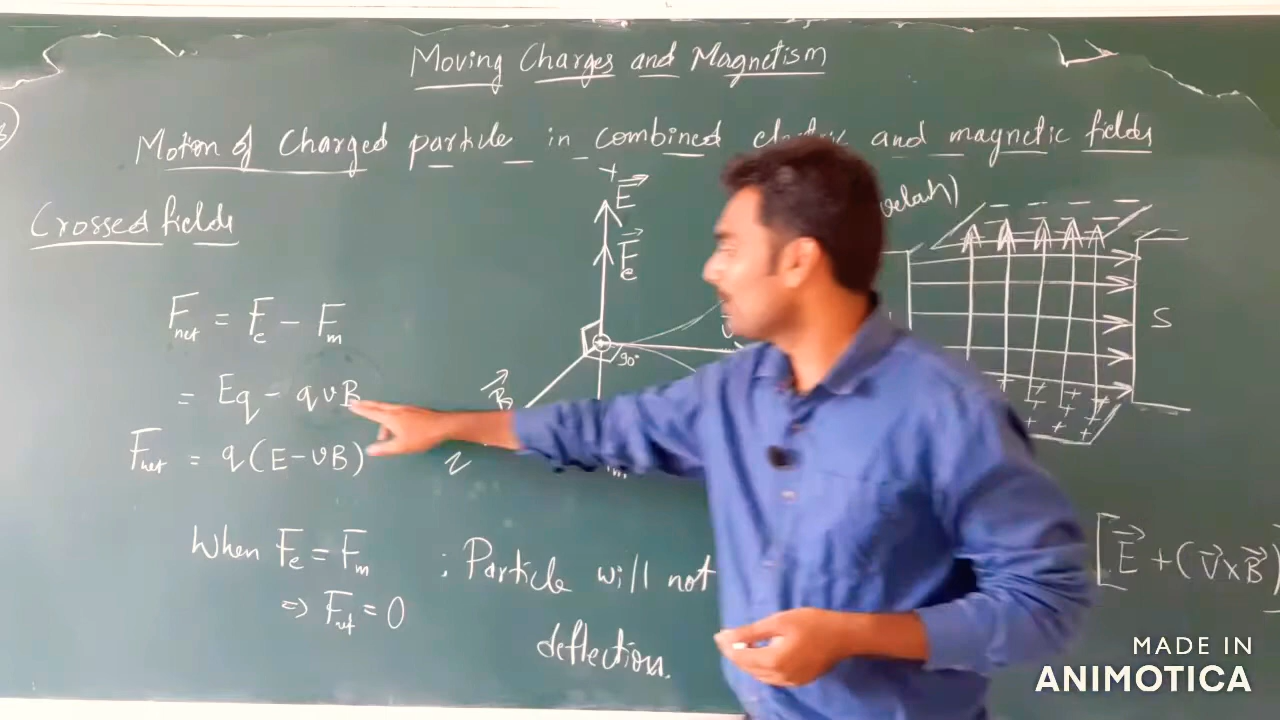 Moving Charges and Magnetism
Motion of Charged particle in combined and magnetic fields
Crossed fields
F_net = F_e - F_m
= Eq - qvB
F_net = q(E - vB)
When F_e = F_m ; Particle will not
⇒ F_net = 0
deflection.
E⃗
F⃗_e
90°
B⃗
z
S
[E⃗ + (V⃗×B⃗)]
MADE IN
ANIMOTICA